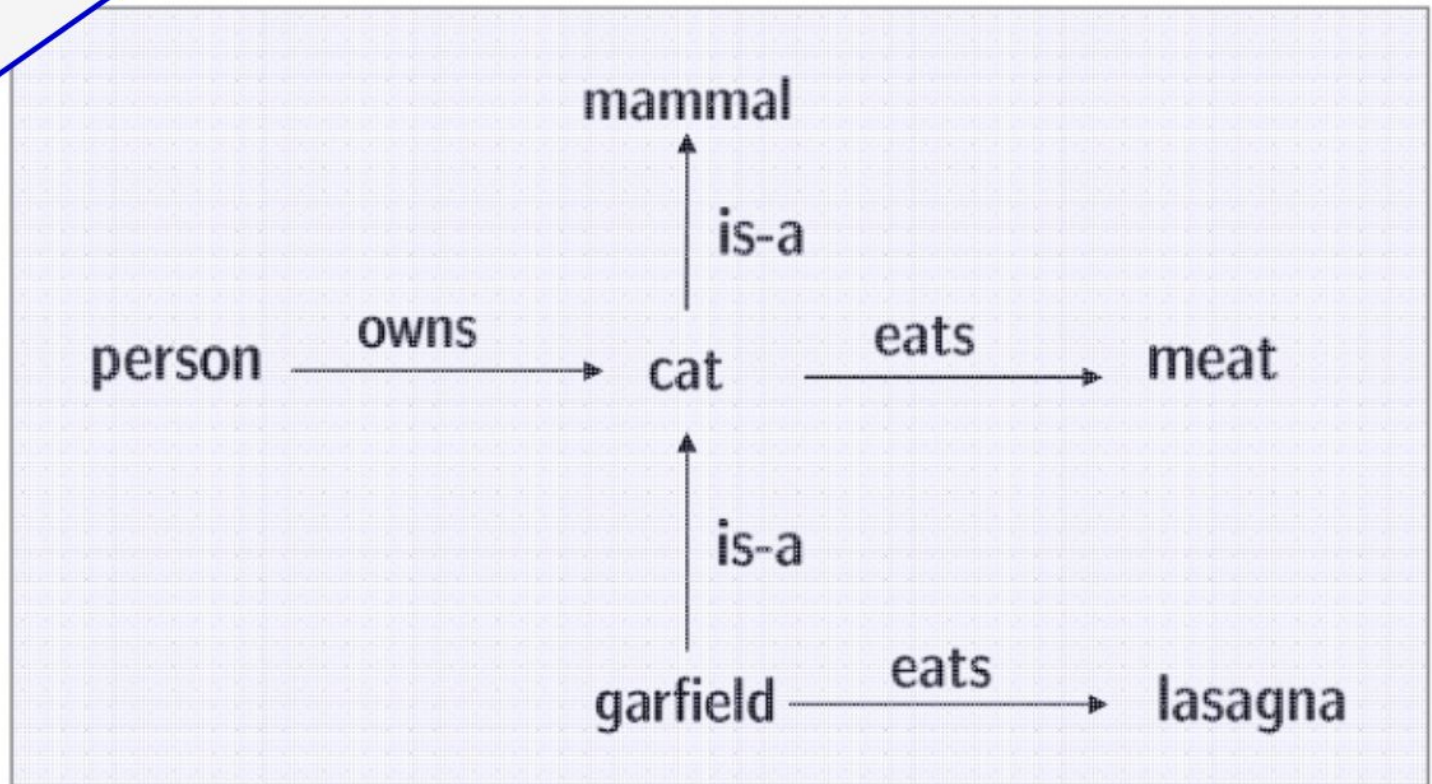 mammal
is-a
owns
eats
person
cat
meat
is-a
eats
garfield
lasagna